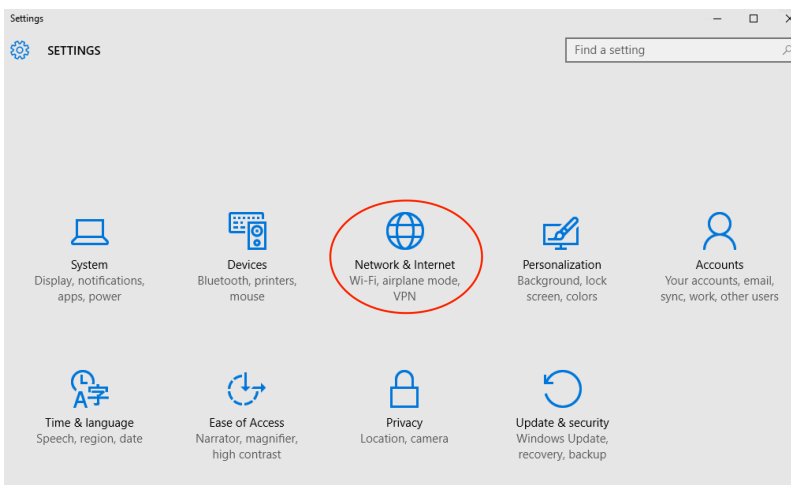 Settings
SETTINGS
Find a setting
System
Display, notifications,
apps, power
Devices
Bluetooth, printers,
mouse
Network & Internet
Wi-Fi, airplane mode,
VPN
Personalization
Background, lock
screen, colors
Accounts
Your accounts, email,
sync, work, other users
Time & language
Speech, region, date
Ease of Access
Narrator, magnifier,
high contrast
Privacy
Location, camera
Update & security
Windows Update,
recovery, backup